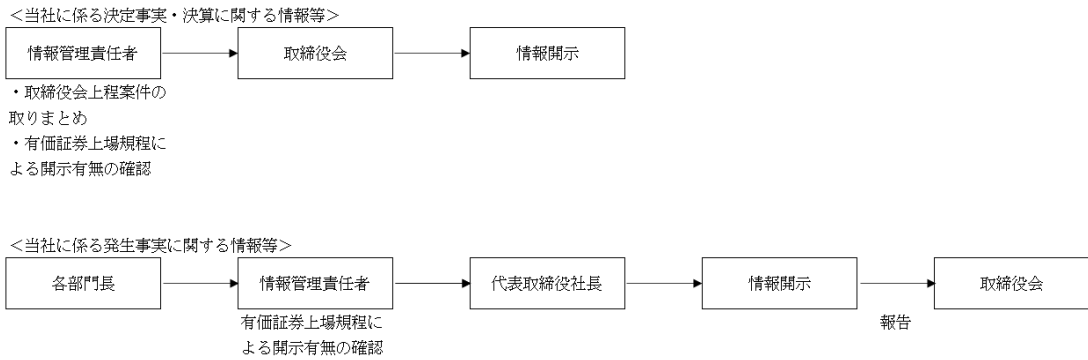 ＜当社に係る決定事実・決算に関する情報等＞
情報管理責任者
取締役会
情報開示
・取締役会上程案件の
取りまとめ
・有価証券上場規程に
よる開示有無の確認
＜当社に係る発生事実に関する情報等＞
各部門長
情報管理責任者
代表取締役社長
情報開示
取締役会
有価証券上場規程に
よる開示有無の確認
報告